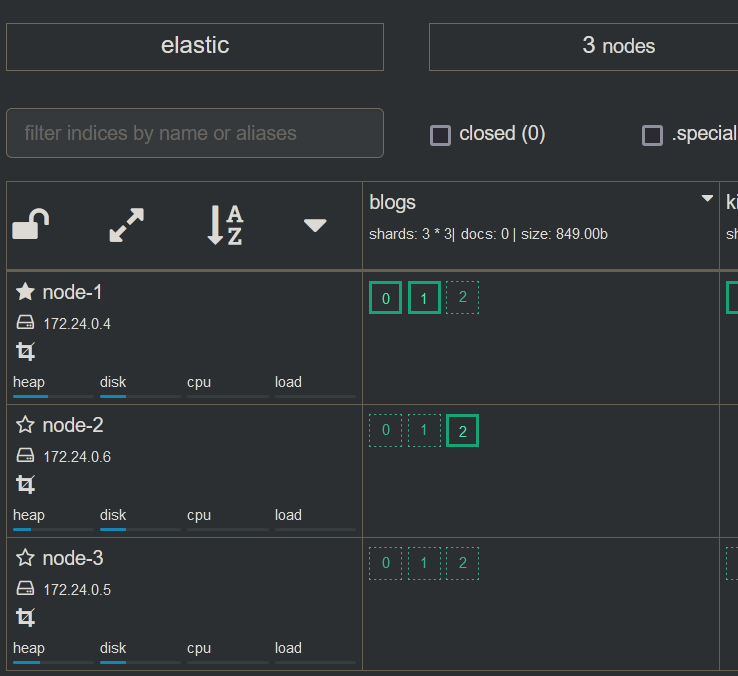 elastic
3 nodes
filter indices by name or aliases
closed (0)
.special
A
Z
blogs
shards: 3 * 3| docs: 0 | size: 849.00b
ki
sh
node-1
172.24.0.4
heap disk cpu load
0 1 2
node-2
172.24.0.6
heap disk cpu load
0 1 2
node-3
172.24.0.5
heap disk cpu load
0 1 2